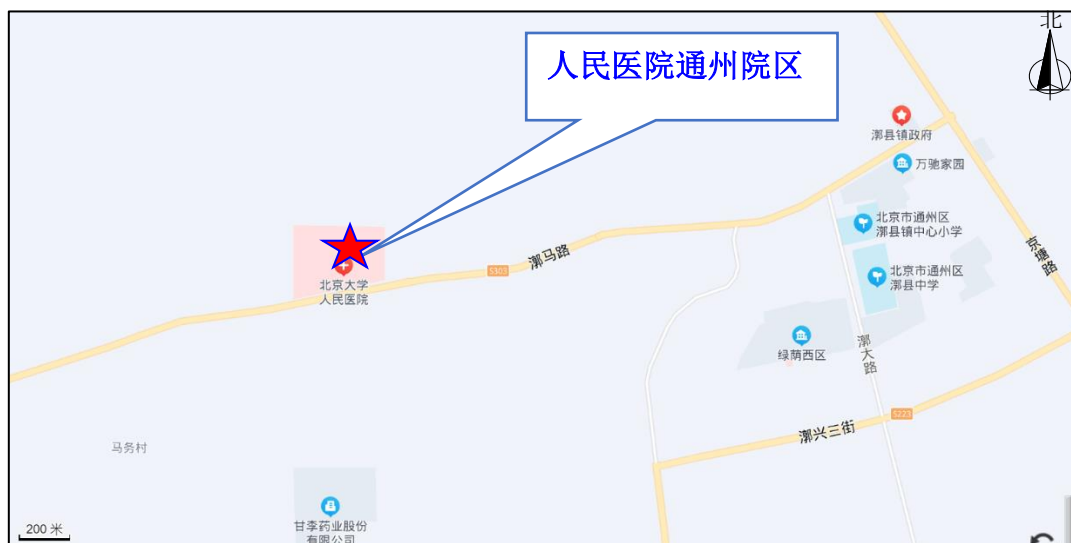 北
人民医院通州院区
漷县镇政府
万驰家园
北京市通州区
漷县镇中心小学
京塘路
漷马路
S303
北京大学
人民医院
北京市通州区
漷县中学
绿荫西区
漷大路
S223
漷兴三街
马务村
甘李药业股份
有限公司
200 米